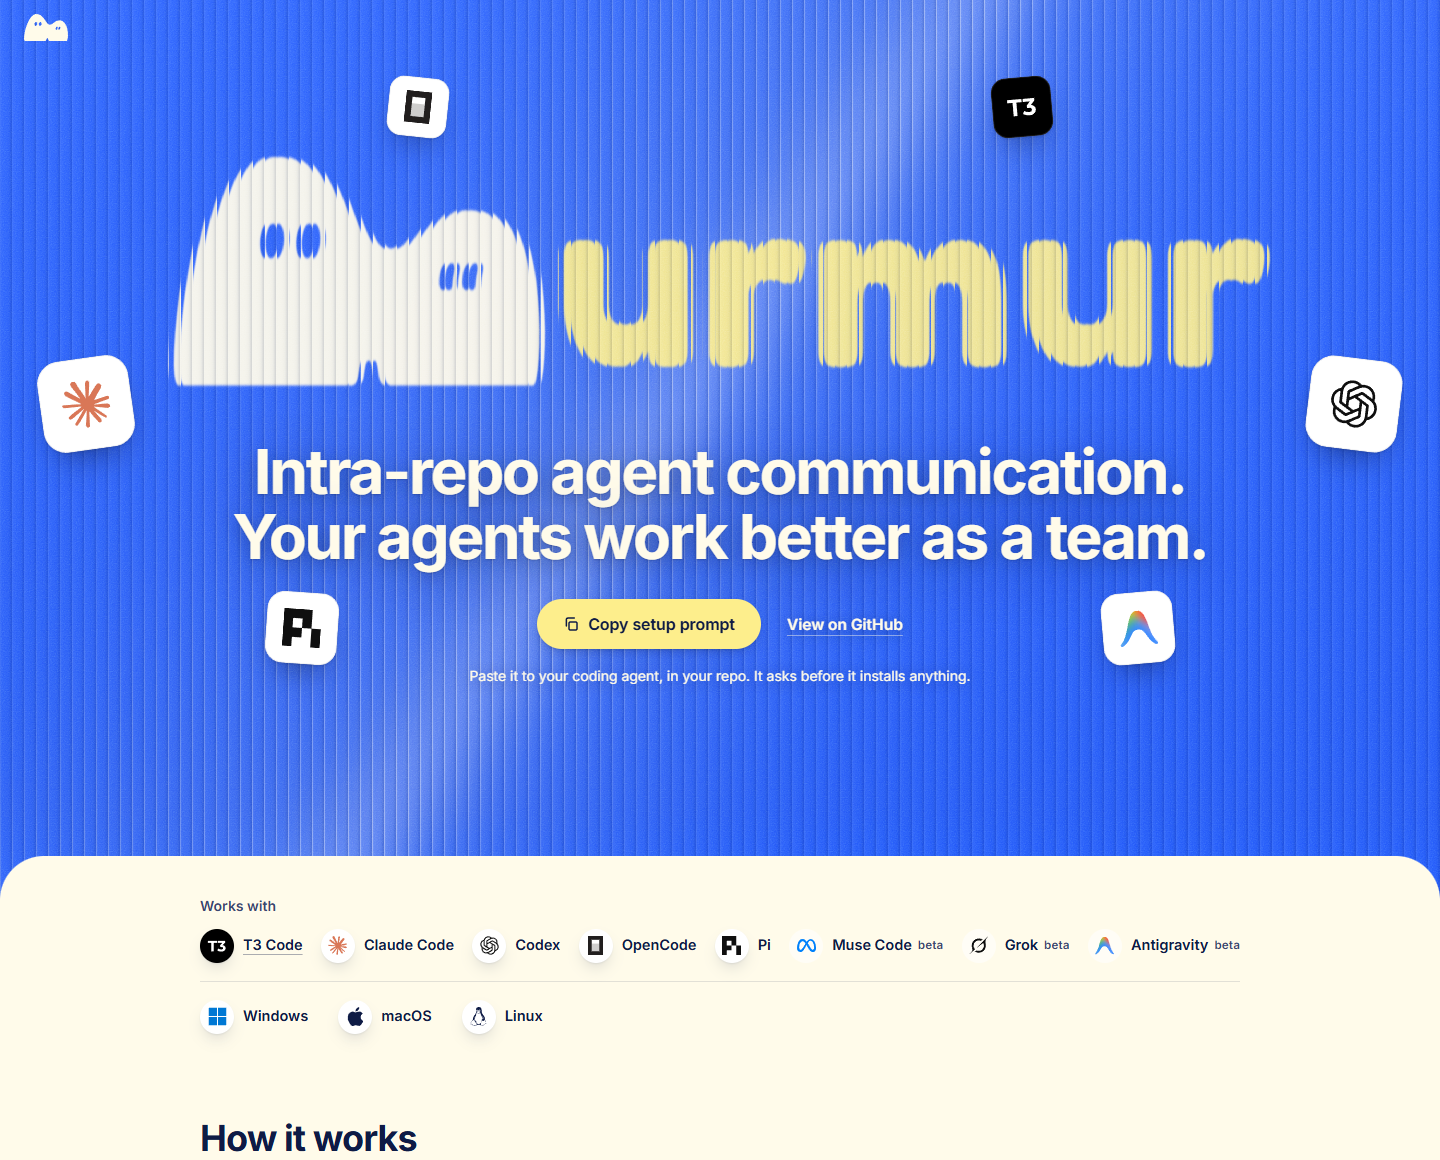 T3
urmur
Intra-repo agent communication.
Your agents work better as a team.
Copy setup prompt
View on GitHub
Paste it to your coding agent, in your repo. It asks before it installs anything.
Works with
T3 T3 Code Claude Code Codex OpenCode Pi Muse Code beta Grok beta Antigravity beta
Windows macOS Linux
How it works